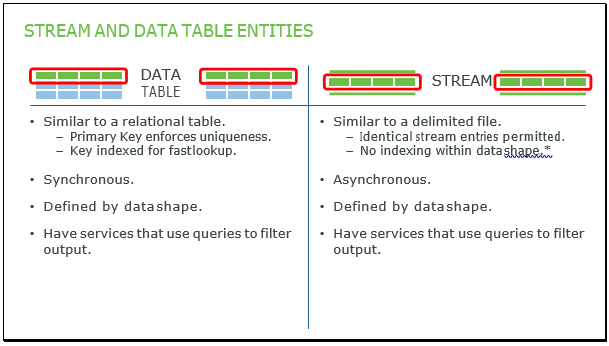 STREAM AND DATA TABLE ENTITIES
DATA
TABLE
• Similar to a relational table.
– Primary Key enforces uniqueness.
– Key indexed for fastlookup.
• Synchronous.
• Defined by datashape.
• Have services that use queries to filter
output.
STREAM
• Similar to a delimited file.
– Identical stream entries permitted.
– No indexing within datashape.*
• Asynchronous.
• Defined by datashape.
• Have services that use queries to filter
output.